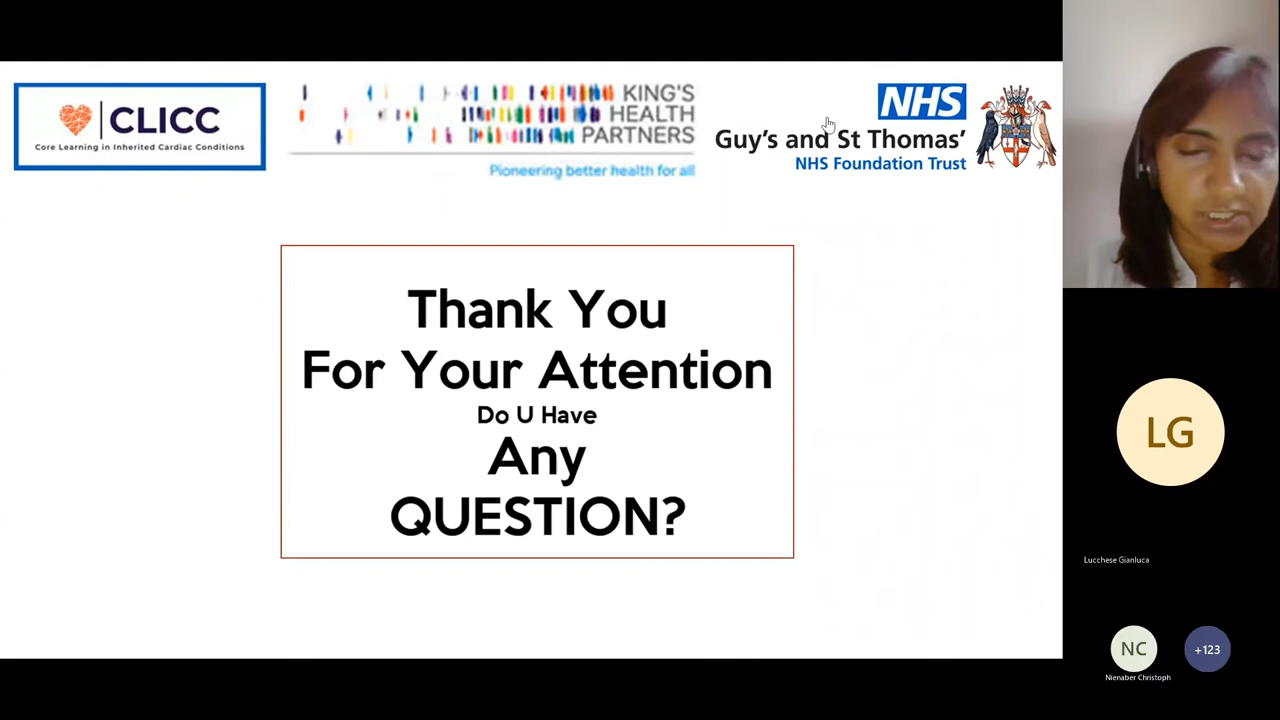 CLICC
Core Learning in Inherited Cardiac Conditions
KING'S
HEALTH
PARTNERS
Pioneering better health for all
NHS
Guy's and St Thomas'
NHS Foundation Trust
Thank You
For Your Attention
Do U Have
Any
QUESTION?
LG
Lucchese Gianluca
NC
+123
Nienaber Christoph